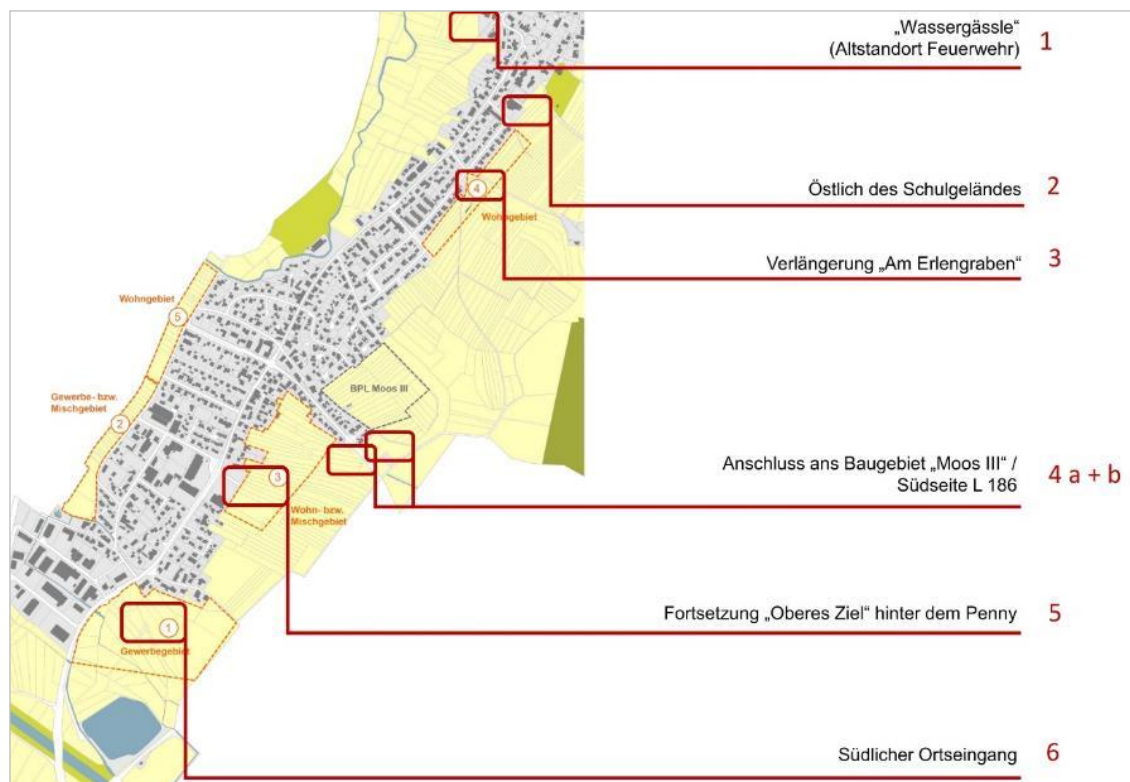 „Wassergässle“
(Altstandort Feuerwehr)
1
Östlich des Schulgeländes
2
4
Wohngebiet
Verlängerung „Am Erlengraben“
3
Wohngebiet
5
Gewerbe- bzw.
Mischgebiet
2
BPL Moos III
3
Wohn- bzw.
Mischgebiet
Anschluss ans Baugebiet „Moos III“ /
Südseite L 186
4 a + b
Fortsetzung „Oberes Ziel“ hinter dem Penny
5
1
Gewerbegebiet
Südlicher Ortseingang
6